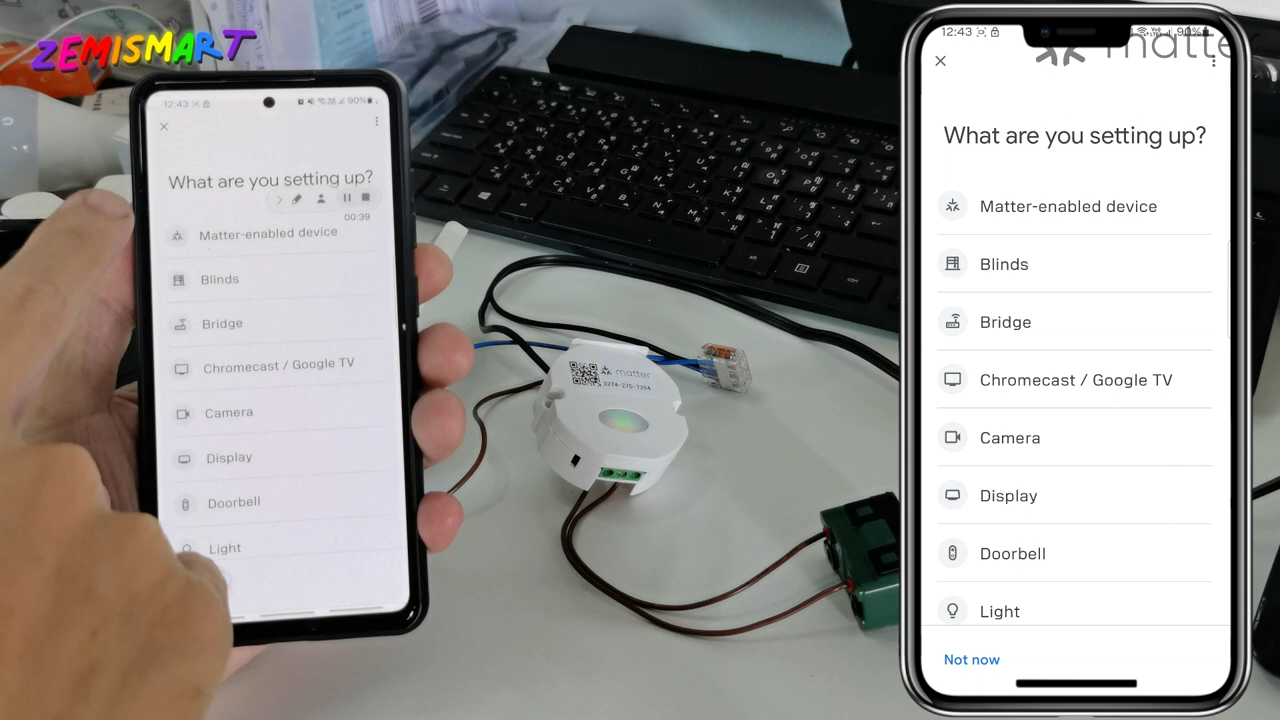 ZEMISMART
12:43
90%
What are you setting up?
00:39
Matter-enabled device
Blinds
Bridge
Chromecast / Google TV
Camera
Display
Doorbell
Light
matter
3274-275-7294
alt
ctrl
matter
12:43
90%
What are you setting up?
Matter-enabled device
Blinds
Bridge
Chromecast / Google TV
Camera
Display
Doorbell
Light
Not now